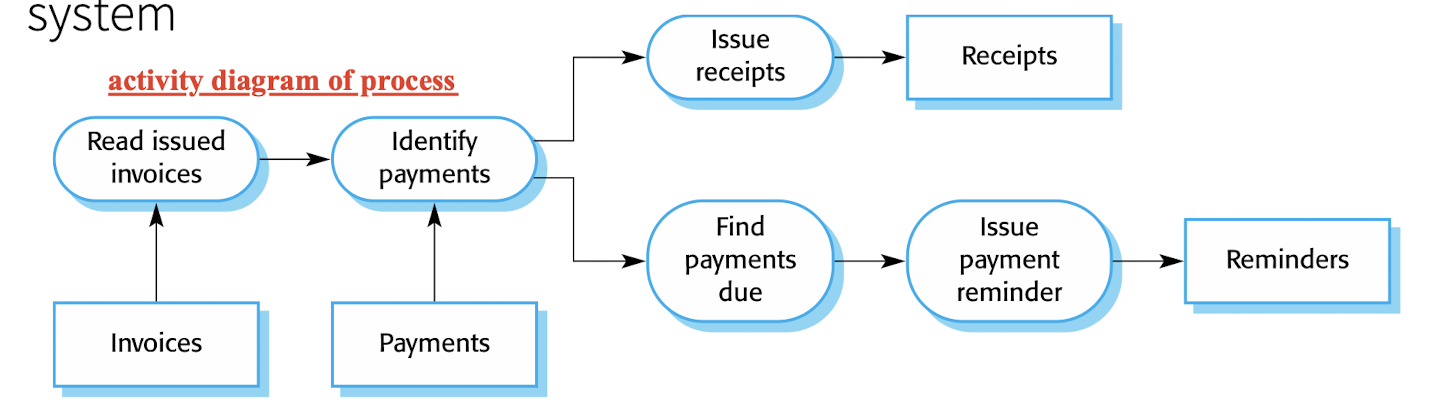 system
activity diagram of process
Issue
receipts
Receipts
Read issued
invoices
Identify
payments
Find
payments
due
Issue
payment
reminder
Reminders
Invoices
Payments